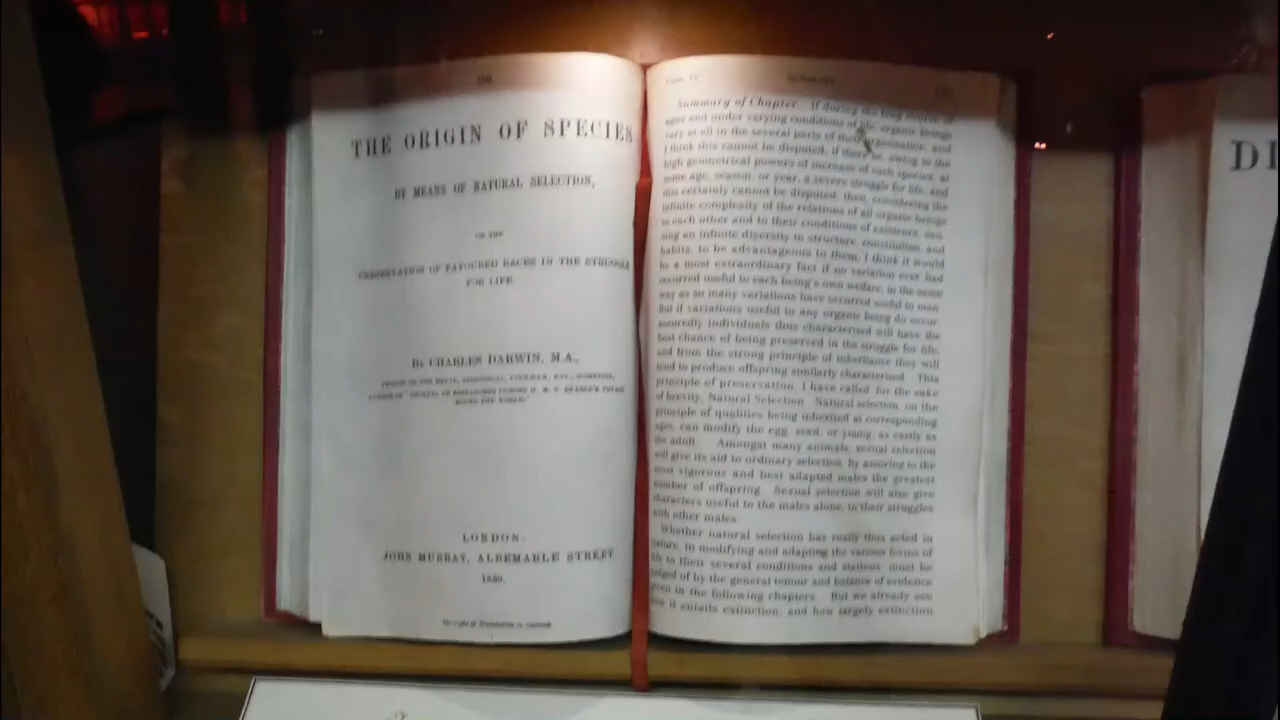 THE ORIGIN OF SPECIES
BY MEANS OF NATURAL SELECTION,
OR THE
PRESERVATION OF FAVOURED RACES IN THE STRUGGLE
FOR LIFE.
By CHARLES DARWIN, M.A.,
LONDON:
JOHN MURRAY, ALBEMARLE STREET
1859.
The right of Translation is reserved.
SUMMARY
Summary of Chapter If during the long course of
ages and under varying conditions of life, organic beings
vary at all in the several parts of their organisation, and
I think this cannot be disputed, if there be, owing to the
high geometrical powers of increase of each species, at
some age, season, or year, a severe struggle for life, and
this certainly cannot be disputed, then, considering the
infinite complexity of the relations of all organic beings
to each other and to their conditions of existence, caus-
ing an infinite diversity in structure constitution, and
habits, to be advantageous to them, I think it would
be a most extraordinary fact if no variation ever had
occurred useful to each being's own welfare, in the same
way as so many variations have occurred useful to man
But if variations useful to any organic being do occur
assuredly individuals thus characterised will have the
best chance of being preserved in the struggle for life,
and from the strong principle of inheritance they will
tend to produce offspring similarly characterised This
principle of preservation I have called for the sake
of brevity, Natural Selection Natural selection, on the
principle of qualities being inherited at corresponding
ages, can modify the egg, seed, or young, as easily as
the adult. Amongst many animals, sexual selection
will give its aid to ordinary selection, by assuring to the
most vigorous and best adapted males the greatest
number of offspring Sexual selection will also give
characters useful to the males alone, in their struggles
with other males.
Whether natural selection has really thus acted in
nature, in modifying and adapting the various forms of
life to their several conditions and stations, must be
judged of by the general tenour and balance of evidence
given in the following chapters But we already see
how it entails extinction, and how largely extinction